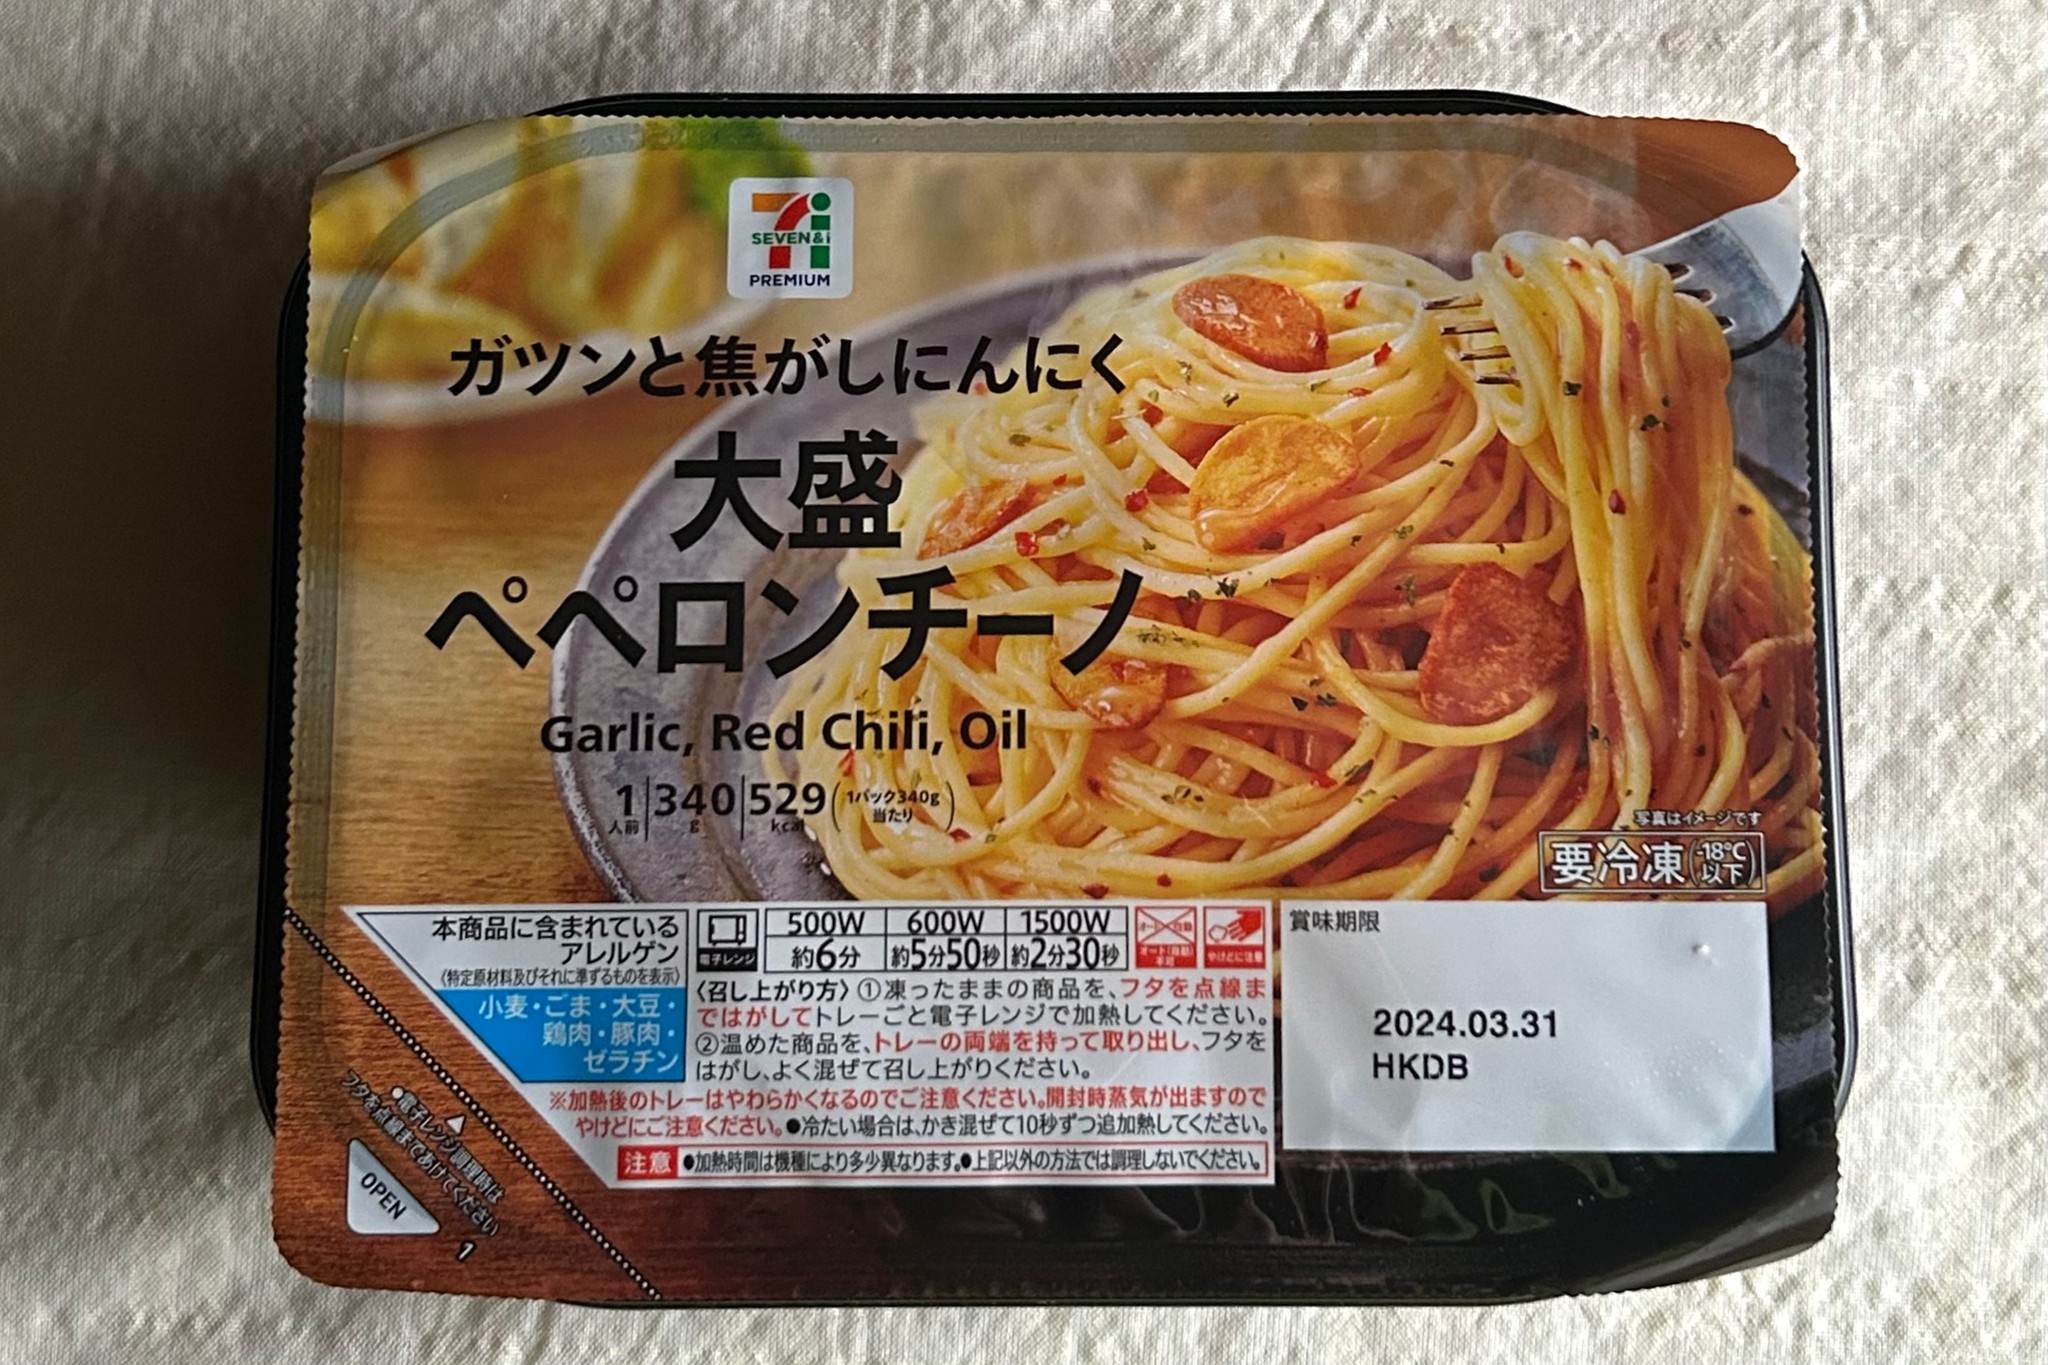 SEVEN&i
PREMIUM
ガツンと焦がしにんにく
大盛
ペペロンチーノ
Garlic, Red Chili, Oil
1人前 340g 529kcal (1パック340g当たり)
写真はイメージです
要冷凍(-18℃以下)
本商品に含まれている
アレルゲン
〈特定原材料及びそれに準ずるものを表示〉
小麦・ごま・大豆・
鶏肉・豚肉・
ゼラチン
電子レンジ
500W 600W 1500W
約6分 約5分50秒 約2分30秒
オート(自動)
不可
やけどに注意
〈召し上がり方〉①凍ったままの商品を、フタを点線ま
ではがしてトレーごと電子レンジで加熱してください。
②温めた商品を、トレーの両端を持って取り出し、フタを
はがし、よく混ぜて召し上がりください。
※加熱後のトレーはやわらかくなるのでご注意ください。開封時蒸気が出ますので
やけどにご注意ください。●冷たい場合は、かき混ぜて10秒ずつ追加熱してください。
注意 ●加熱時間は機種により多少異なります。●上記以外の方法では調理しないでください。
賞味期限
2024.03.31
HKDB
●電子レンジ調理時は
フタを点線まであけてください
OPEN
1